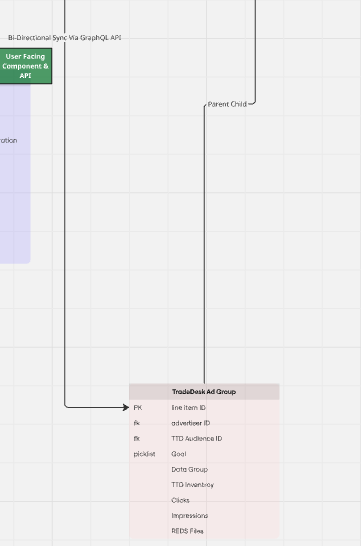 Bi-Directional Sync Via GraphQL API
User Facing
Component &
API
Parent Child
TradeDesk Ad Group
PK line item ID
fk advertiser ID
fk TTD Audience ID
picklist Goal
Data Group
TTD Inventroy
Clicks
Impressions
REDS Files